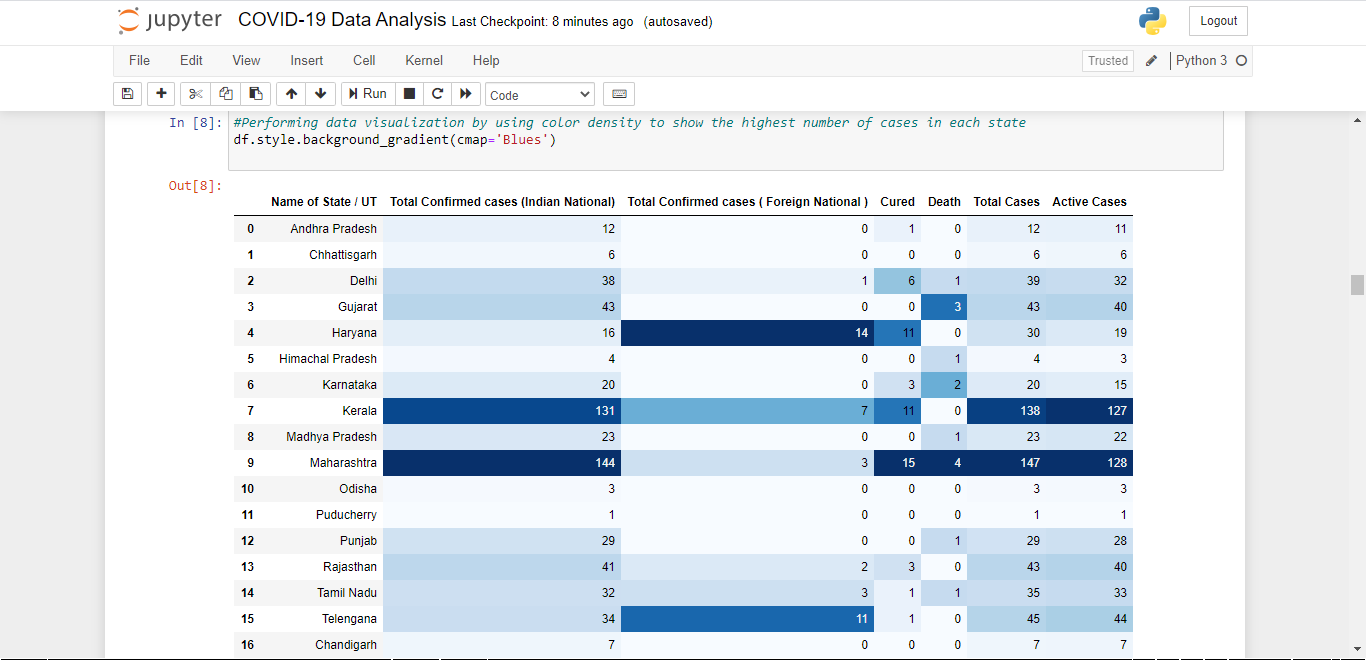 jupyter COVID-19 Data Analysis Last Checkpoint: 8 minutes ago (autosaved) Logout
File Edit View Insert Cell Kernel Help Trusted Python 3
Run Code
In [8]: #Performing data visualization by using color density to show the highest number of cases in each state
df.style.background_gradient(cmap='Blues')
Out[8]:
Name of State / UT Total Confirmed cases (Indian National) Total Confirmed cases ( Foreign National ) Cured Death Total Cases Active Cases
0 Andhra Pradesh 12 0 1 0 12 11
1 Chhattisgarh 6 0 0 0 6 6
2 Delhi 38 1 6 1 39 32
3 Gujarat 43 0 0 3 43 40
4 Haryana 16 14 11 0 30 19
5 Himachal Pradesh 4 0 0 1 4 3
6 Karnataka 20 0 3 2 20 15
7 Kerala 131 7 11 0 138 127
8 Madhya Pradesh 23 0 0 1 23 22
9 Maharashtra 144 3 15 4 147 128
10 Odisha 3 0 0 0 3 3
11 Puducherry 1 0 0 0 1 1
12 Punjab 29 0 0 1 29 28
13 Rajasthan 41 2 3 0 43 40
14 Tamil Nadu 32 3 1 1 35 33
15 Telengana 34 11 1 0 45 44
16 Chandigarh 7 0 0 0 7 7